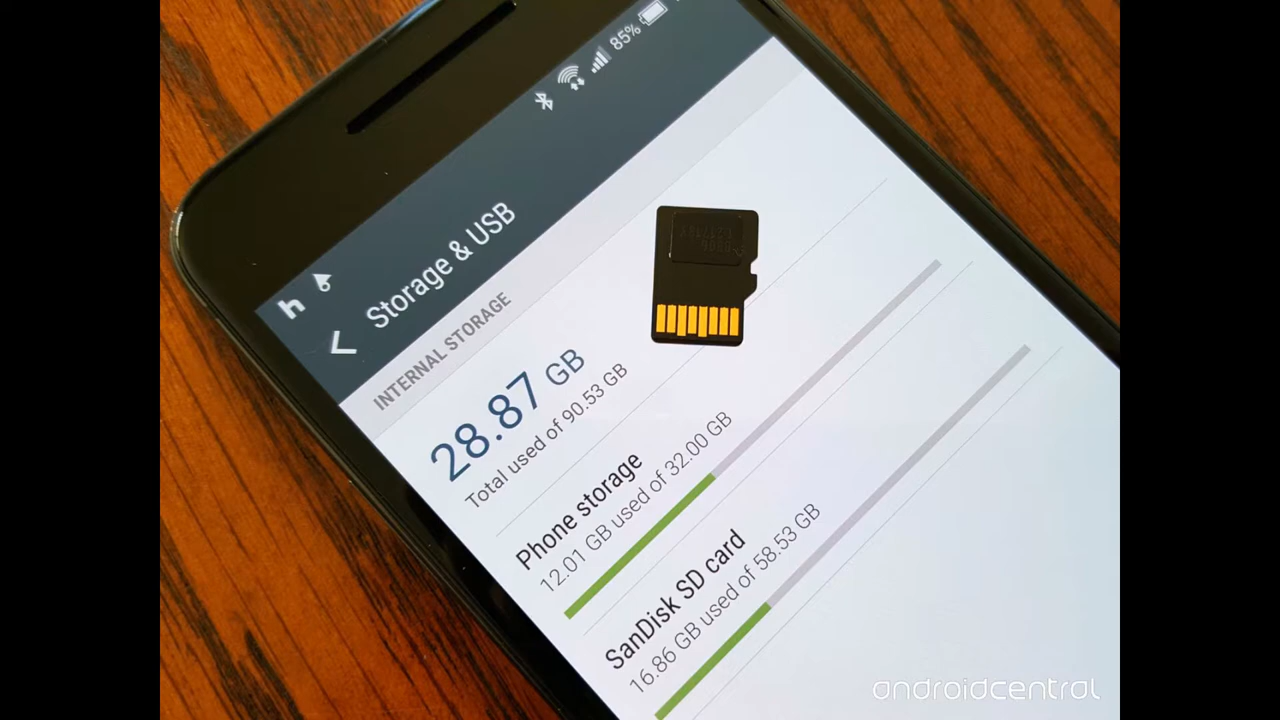 85%
Storage & USB
INTERNAL STORAGE
28.87 GB
Total used of 90.53 GB
Phone storage
12.01 GB used of 32.00 GB
SanDisk SD card
16.86 GB used of 58.53 GB
androidcentral